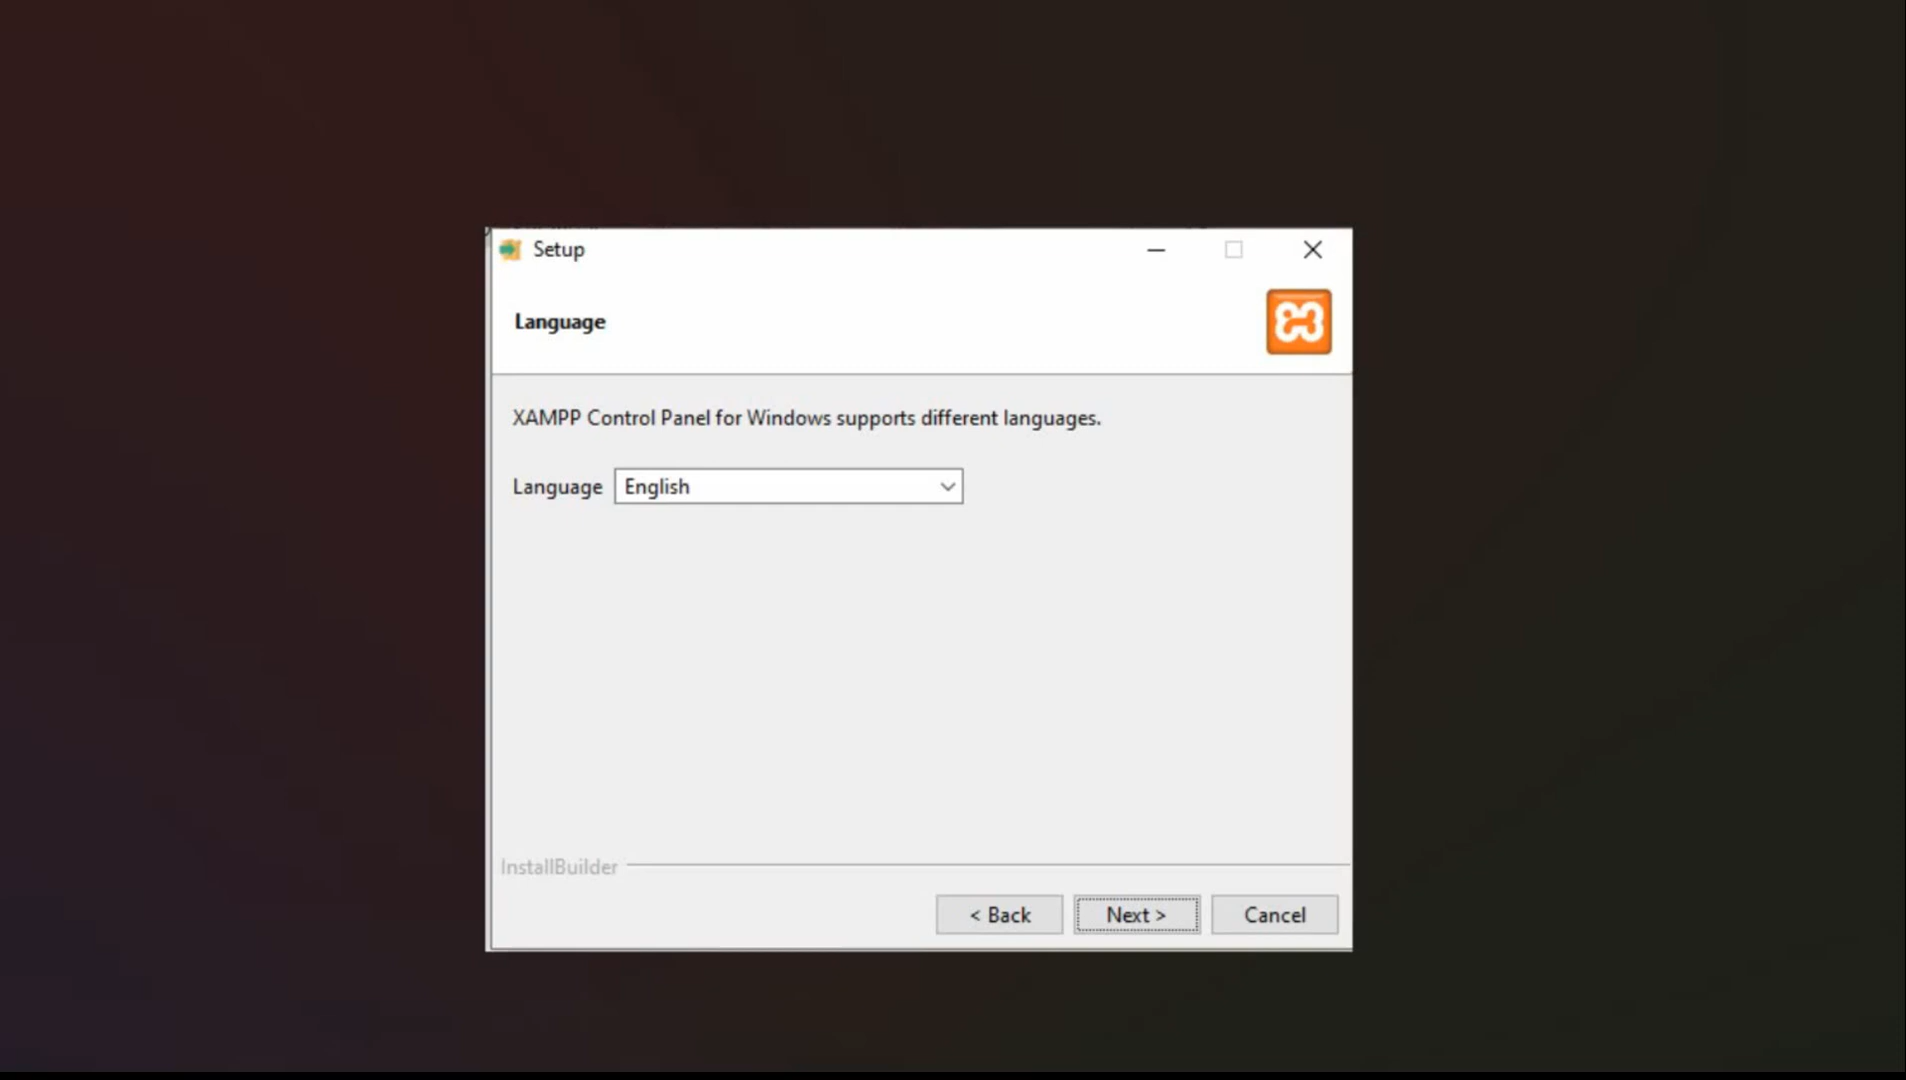 Setup
Language
XAMPP Control Panel for Windows supports different languages.
Language English
InstallBuilder
< Back Next > Cancel